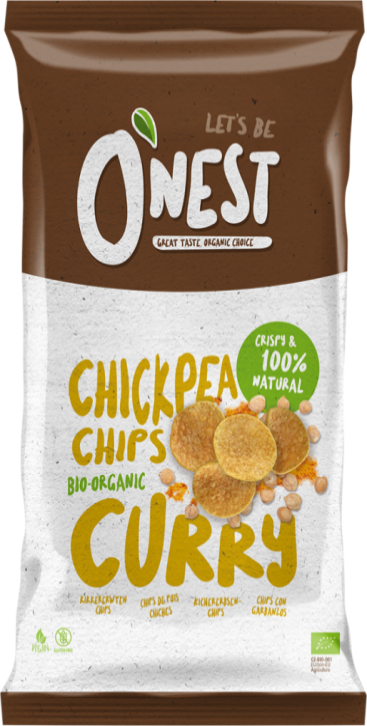 LET'S BE
O'NEST
GREAT TASTE. ORGANIC CHOICE
CRISPY &
100%
NATURAL
CHICKPEA
CHIPS
BIO-ORGANIC
CURRY
KIKKERERWTEN CHIPS
CHIPS DE POIS CHICHES
KICHERERBSEN-CHIPS
CHIPS CON GARBANZOS
VEGAN